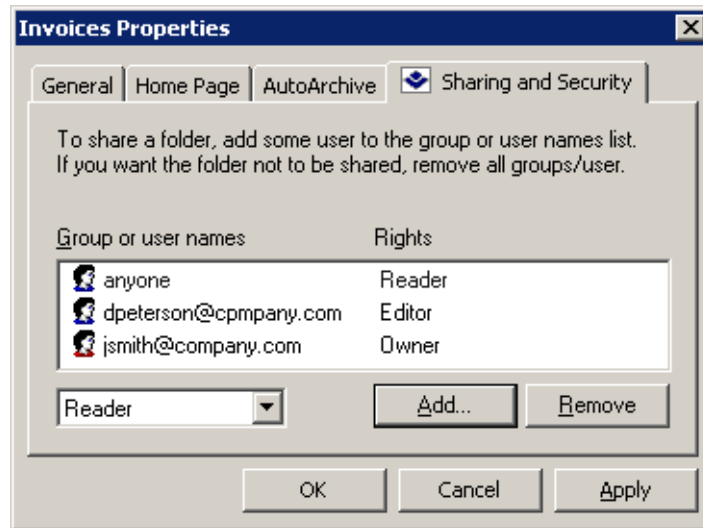 Invoices Properties
General Home Page AutoArchive Sharing and Security
To share a folder, add some user to the group or user names list.
If you want the folder not to be shared, remove all groups/user.
Group or user names Rights
anyone Reader
dpeterson@cpmpany.com Editor
jsmith@company.com Owner
Reader Add... Remove
OK Cancel Apply